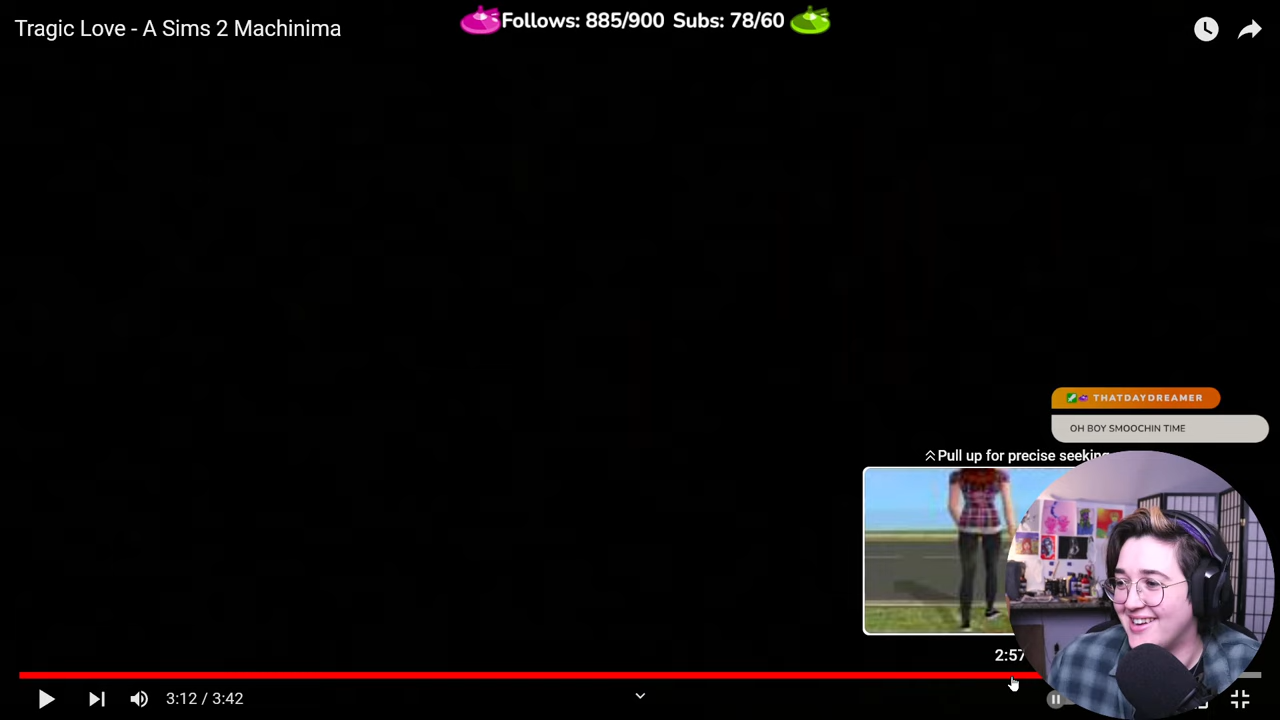 Tragic Love - A Sims 2 Machinima
Follows: 885/900 Subs: 78/60
THATDAYDREAMER
OH BOY SMOOCHIN TIME
Pull up for precise seeking
2:57
3:12 / 3:42